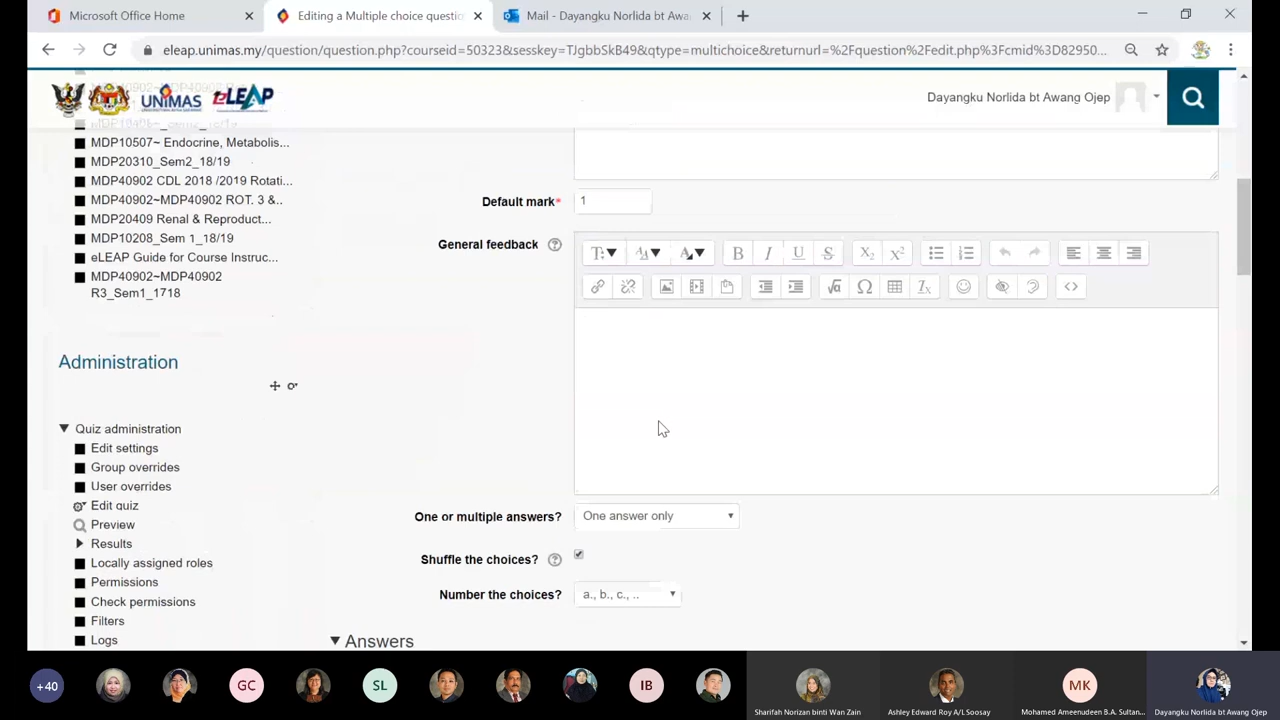 Microsoft Office Home
Editing a Multiple choice questio
Mail - Dayangku Norlida bt Awa
eleap.unimas.my/question/question.php?courseid=50323&sesskey=TJgbbSkB49&qtype=multichoice&returnurl=%2Fquestion%2Fedit.php%3Fcmid%3D82950...
UNIMAS
eLEAP
Dayangku Norlida bt Awang Ojep
MDP10507~ Endocrine, Metabolis...
MDP20310_Sem2_18/19
MDP40902 CDL 2018 /2019 Rotati...
MDP40902~MDP40902 ROT. 3 &..
MDP20409 Renal & Reproduct...
MDP10208_Sem 1_18/19
eLEAP Guide for Course Instruc...
MDP40902~MDP40902
R3_Sem1_1718
Administration
Quiz administration
Edit settings
Group overrides
User overrides
Edit quiz
Preview
Results
Locally assigned roles
Permissions
Check permissions
Filters
Logs
Default mark*
1
General feedback
One or multiple answers?
One answer only
Shuffle the choices?
Number the choices?
a., b., c., ..
Answers
+40
GC
SL
IB
MK
Sharifah Norizan binti Wan Zain
Ashley Edward Roy A/L Soosay
Mohamed Ameenudeen B.A. Sultan...
Dayangku Norlida bt Awang Ojep